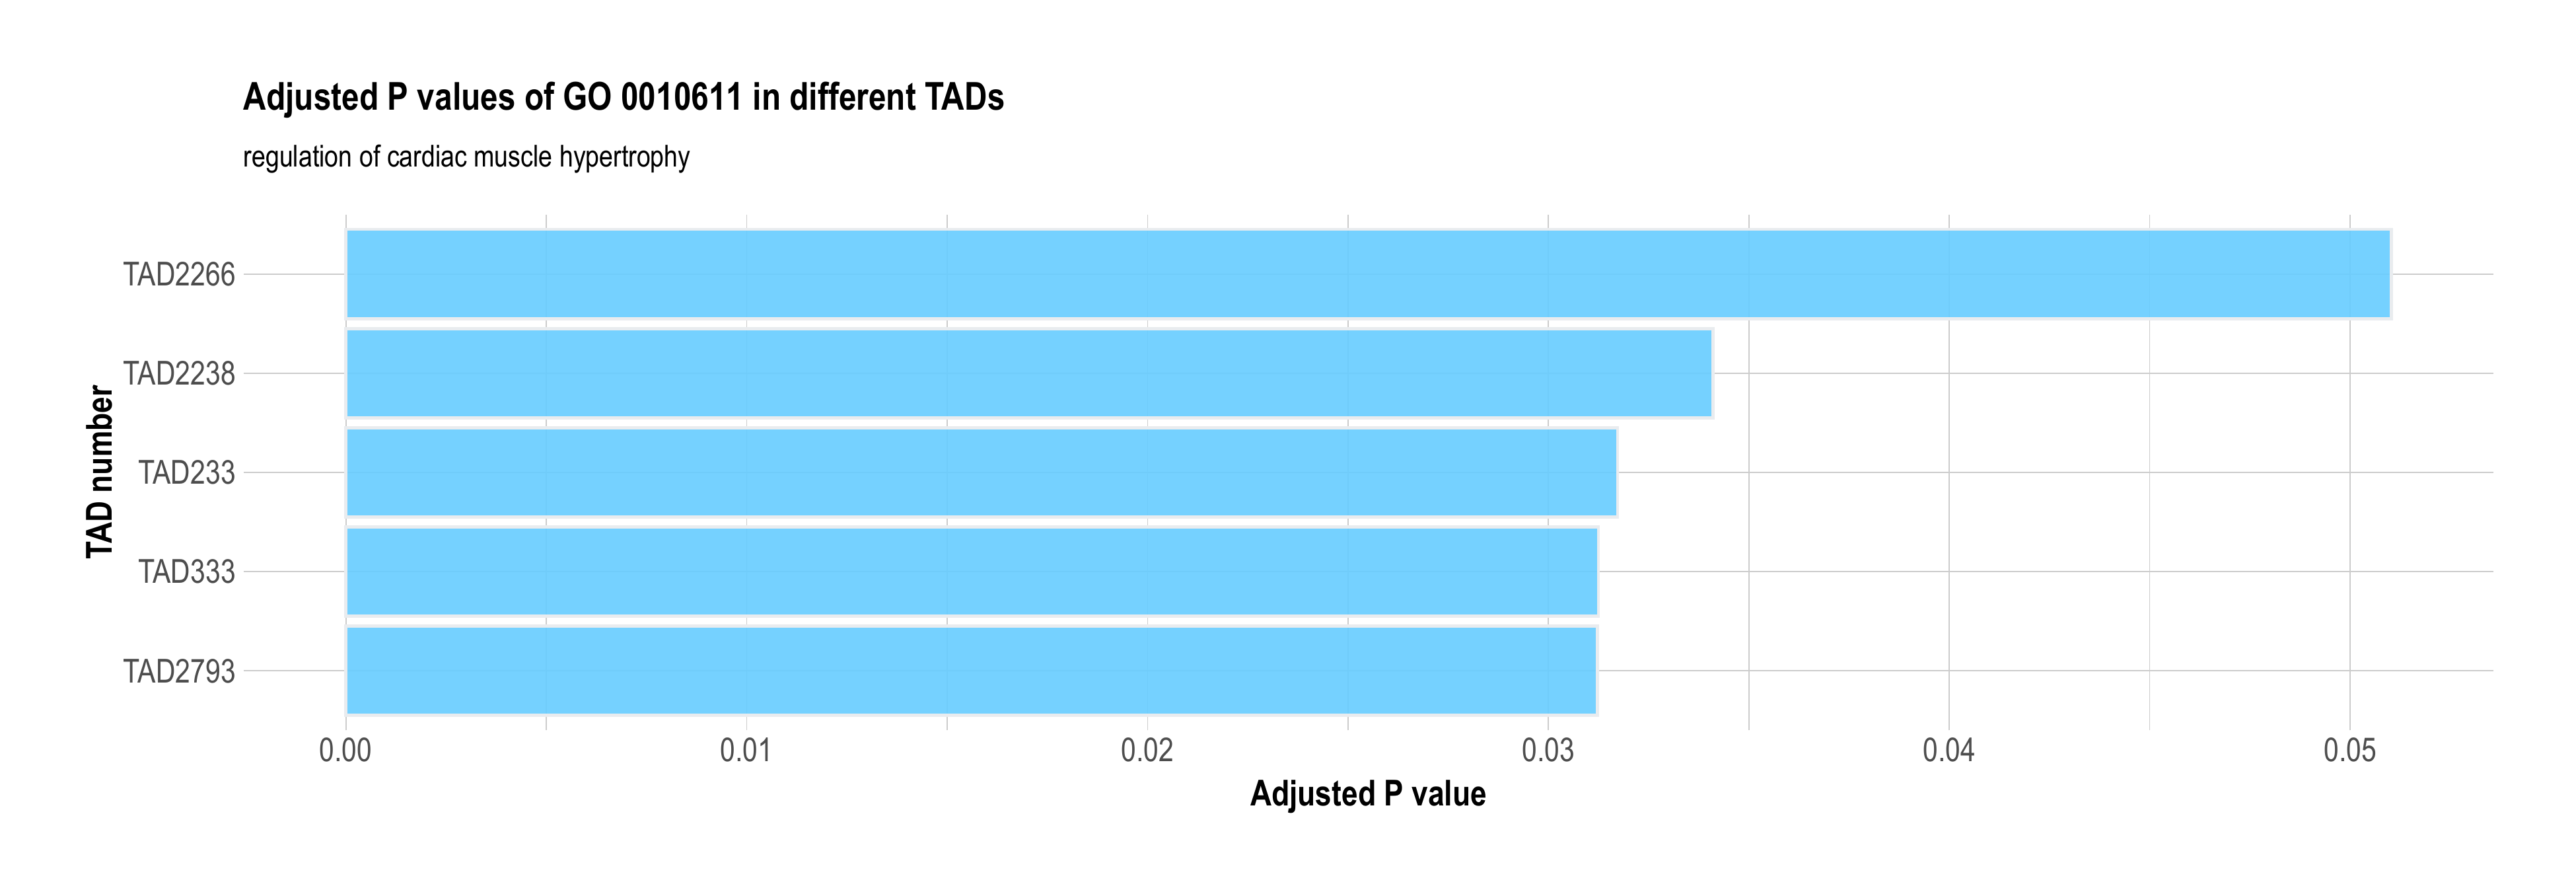 Adjusted P values of GO 0010611 in different TADs
regulation of cardiac muscle hypertrophy
TAD number
TAD2266
TAD2238
TAD233
TAD333
TAD2793
0.00 0.01 0.02 0.03 0.04 0.05
Adjusted P value